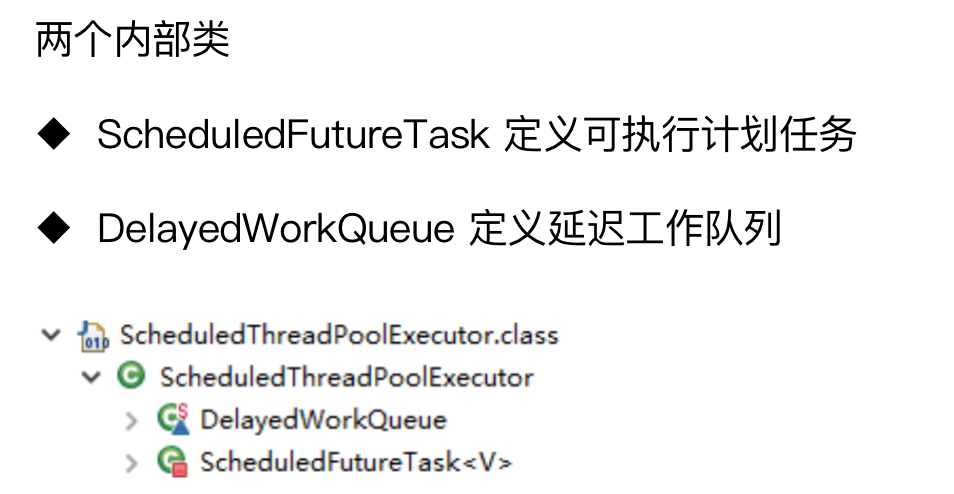 两个内部类
◆ ScheduledFutureTask 定义可执行计划任务
◆ DelayedWorkQueue 定义延迟工作队列
ScheduledThreadPoolExecutor.class
ScheduledThreadPoolExecutor
DelayedWorkQueue
ScheduledFutureTask<V>